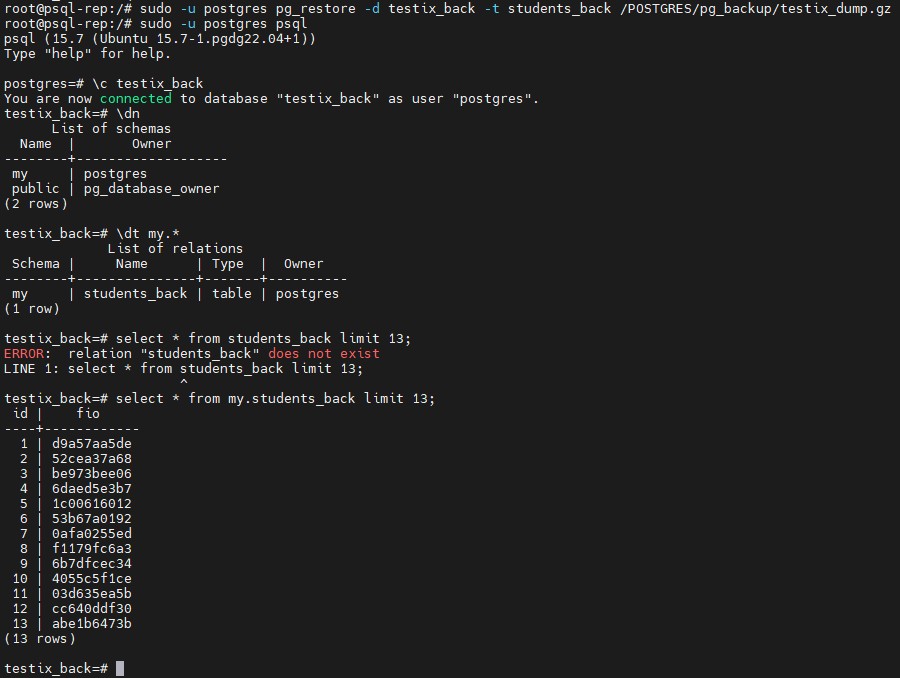 root@psql-rep:/# sudo -u postgres pg_restore -d testix_back -t students_back /POSTGRES/pg_backup/testix_dump.gz
root@psql-rep:/# sudo -u postgres psql
psql (15.7 (Ubuntu 15.7-1.pgdg22.04+1))
Type "help" for help.

postgres=# \c testix_back
You are now connected to database "testix_back" as user "postgres".
testix_back=# \dn
      List of schemas
  Name  |       Owner
--------+-------------------
 my     | postgres
 public | pg_database_owner
(2 rows)

testix_back=# \dt my.*
             List of relations
 Schema |     Name      | Type  |  Owner
--------+---------------+-------+----------
 my     | students_back | table | postgres
(1 row)

testix_back=# select * from students_back limit 13;
ERROR:  relation "students_back" does not exist
LINE 1: select * from students_back limit 13;
                      ^
testix_back=# select * from my.students_back limit 13;
 id |    fio
----+------------
  1 | d9a57aa5de
  2 | 52cea37a68
  3 | be973bee06
  4 | 6daed5e3b7
  5 | 1c00616012
  6 | 53b67a0192
  7 | 0afa0255ed
  8 | f1179fc6a3
  9 | 6b7dfcec34
 10 | 4055c5f1ce
 11 | 03d635ea5b
 12 | cc640ddf30
 13 | abe1b6473b
(13 rows)

testix_back=#